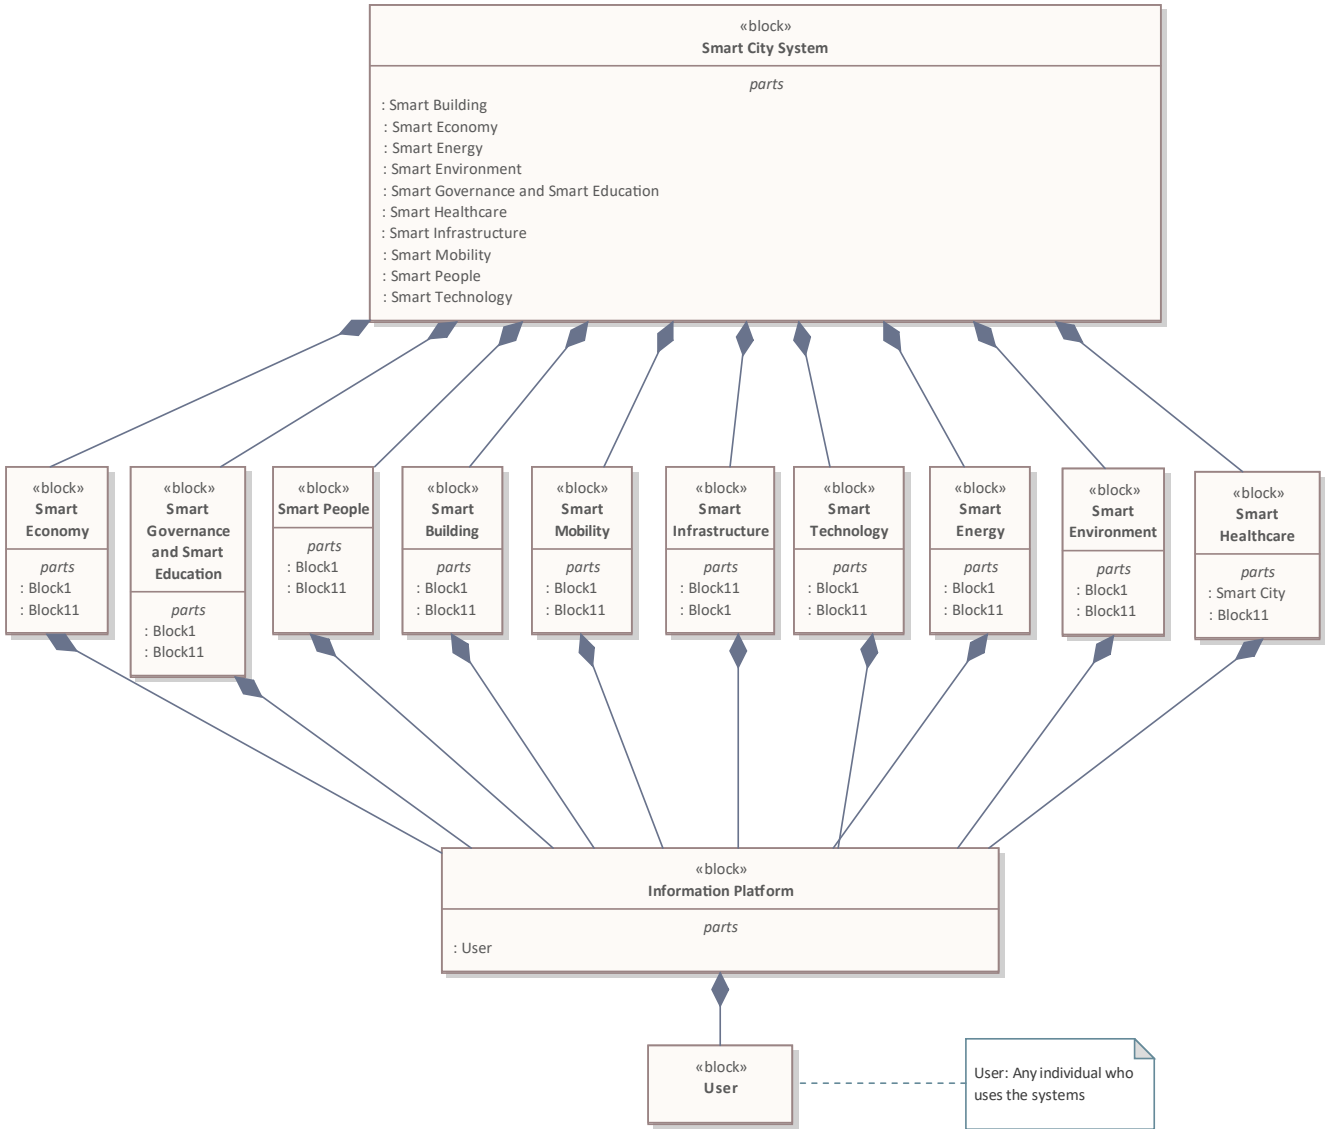 «block»
Smart City System
parts
: Smart Building
: Smart Economy
: Smart Energy
: Smart Environment
: Smart Governance and Smart Education
: Smart Healthcare
: Smart Infrastructure
: Smart Mobility
: Smart People
: Smart Technology
«block»
Smart
Economy
parts
: Block1
: Block11
«block»
Smart
Governance
and Smart
Education
parts
: Block1
: Block11
«block»
Smart People
parts
: Block1
: Block11
«block»
Smart
Building
parts
: Block1
: Block11
«block»
Smart
Mobility
parts
: Block1
: Block11
«block»
Smart
Infrastructure
parts
: Block11
: Block1
«block»
Smart
Technology
parts
: Block1
: Block11
«block»
Smart
Energy
parts
: Block1
: Block11
«block»
Smart
Environment
parts
: Block1
: Block11
«block»
Smart
Healthcare
parts
: Smart City
: Block11
«block»
Information Platform
parts
: User
«block»
User
User: Any individual who
uses the systems